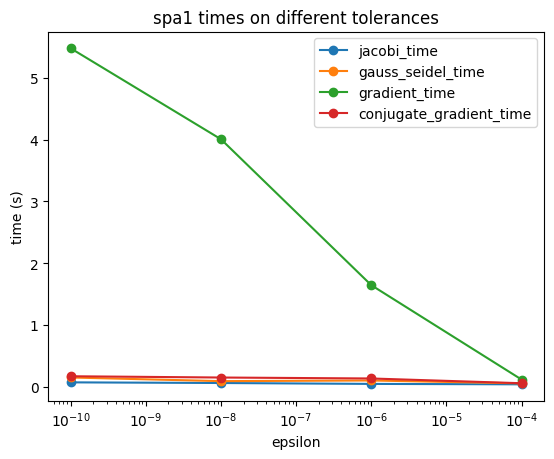 spa1 times on different tolerances
jacobi_time
gauss_seidel_time
gradient_time
conjugate_gradient_time
time (s)
5
4
3
2
1
0
10⁻¹⁰
10⁻⁹
10⁻⁸
10⁻⁷
10⁻⁶
10⁻⁵
10⁻⁴
epsilon